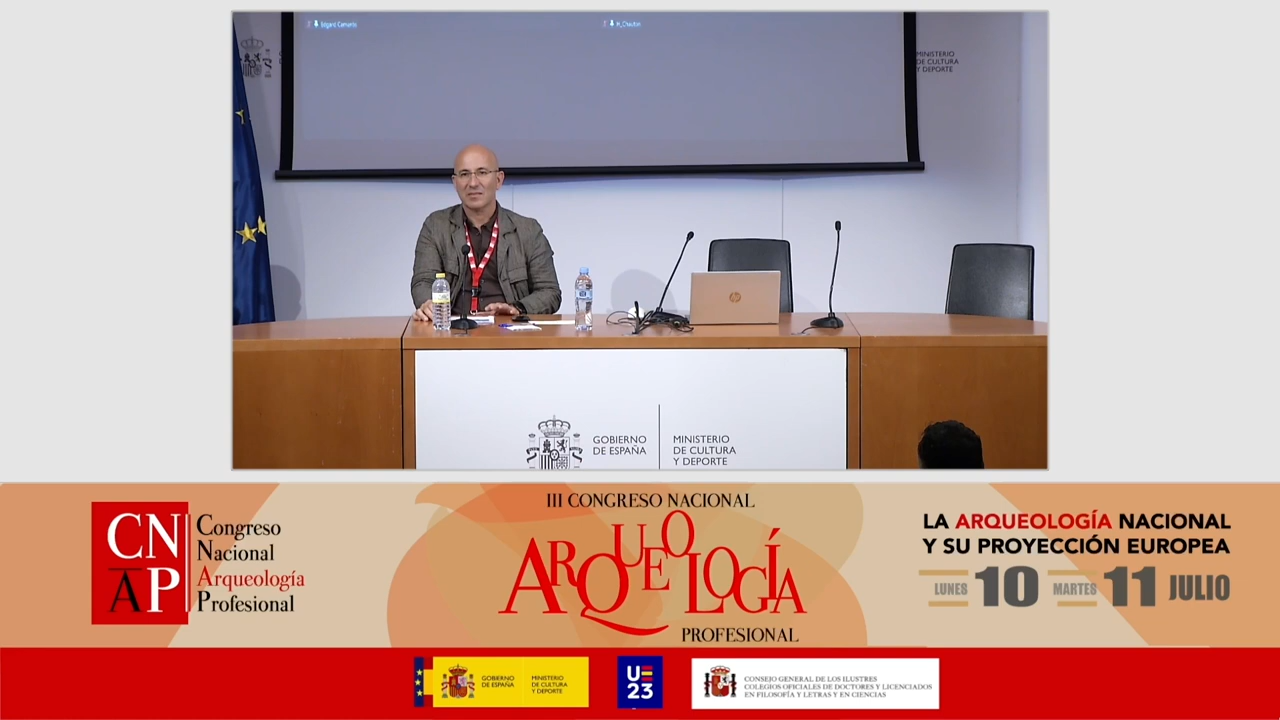 Edgard Camarós
H_Chaubin
MINISTERIO
DE CULTURA
Y DEPORTE
hp
GOBIERNO
DE ESPAÑA
MINISTERIO
DE CULTURA
Y DEPORTE
CN
AP
Congreso
Nacional
Arqueología
Profesional
III CONGRESO NACIONAL
ARQUEOLOGÍA
PROFESIONAL
LA ARQUEOLOGÍA NACIONAL
Y SU PROYECCIÓN EUROPEA
LUNES 10 MARTES 11 JULIO
GOBIERNO
DE ESPAÑA
MINISTERIO
DE CULTURA
Y DEPORTE
UE
23
CONSEJO GENERAL DE LOS ILUSTRES
COLEGIOS OFICIALES DE DOCTORES Y LICENCIADOS
EN FILOSOFÍA Y LETRAS Y EN CIENCIAS